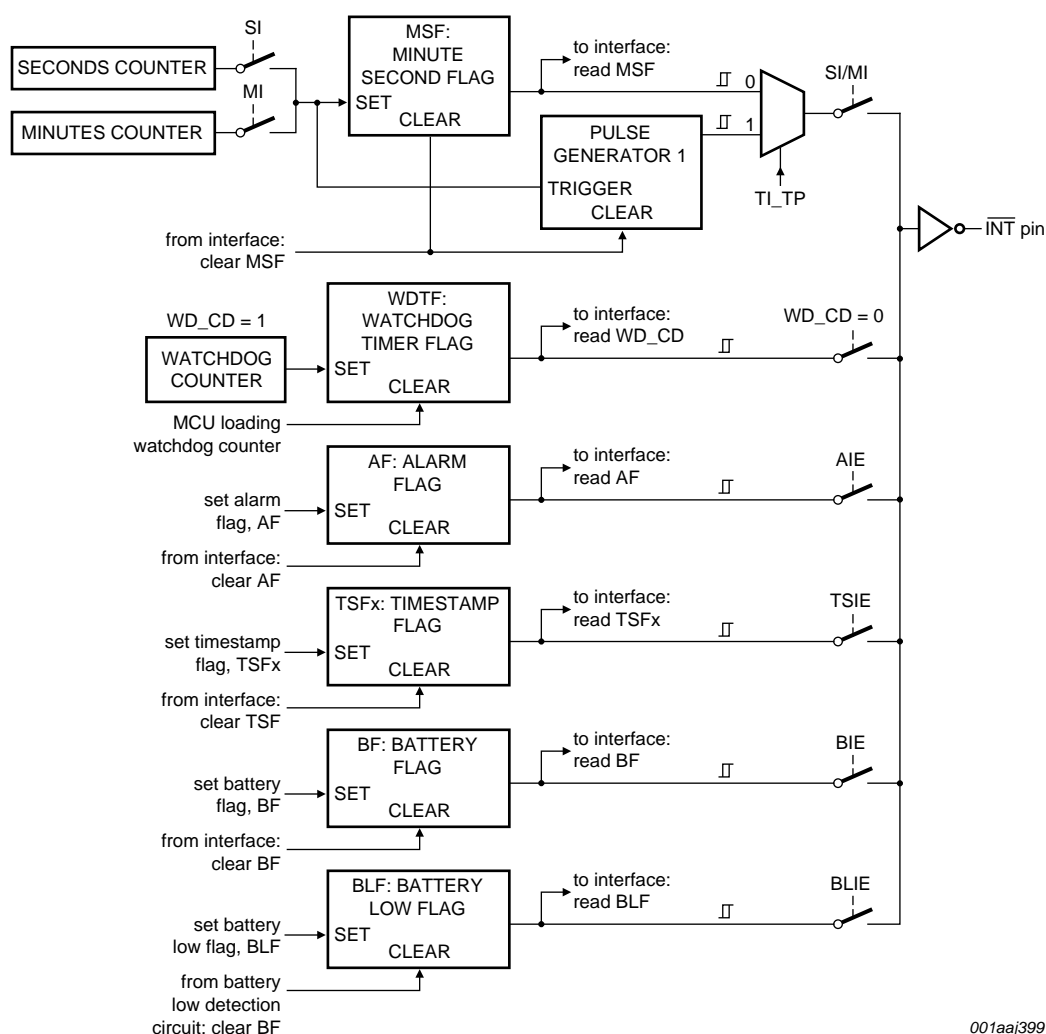 SI
SECONDS COUNTER
MI
MINUTES COUNTER
MSF:
MINUTE
SECOND FLAG
SET
CLEAR
to interface:
read MSF
0
1
SI/MI
PULSE
GENERATOR 1
TRIGGER
CLEAR
TI_TP
INT pin
from interface:
clear MSF
WD_CD = 1
WATCHDOG
COUNTER
WDTF:
WATCHDOG
TIMER FLAG
SET
CLEAR
to interface:
read WD_CD
WD_CD = 0
MCU loading
watchdog counter
AF: ALARM
FLAG
SET
CLEAR
to interface:
read AF
AIE
set alarm
flag, AF
from interface:
clear AF
TSFx: TIMESTAMP
FLAG
SET
CLEAR
to interface:
read TSFx
TSIE
set timestamp
flag, TSFx
from interface:
clear TSF
BF: BATTERY
FLAG
SET
CLEAR
to interface:
read BF
BIE
set battery
flag, BF
from interface:
clear BF
BLF: BATTERY
LOW FLAG
SET
CLEAR
to interface:
read BLF
BLIE
set battery
low flag, BLF
from battery
low detection
circuit: clear BF
001aaj399